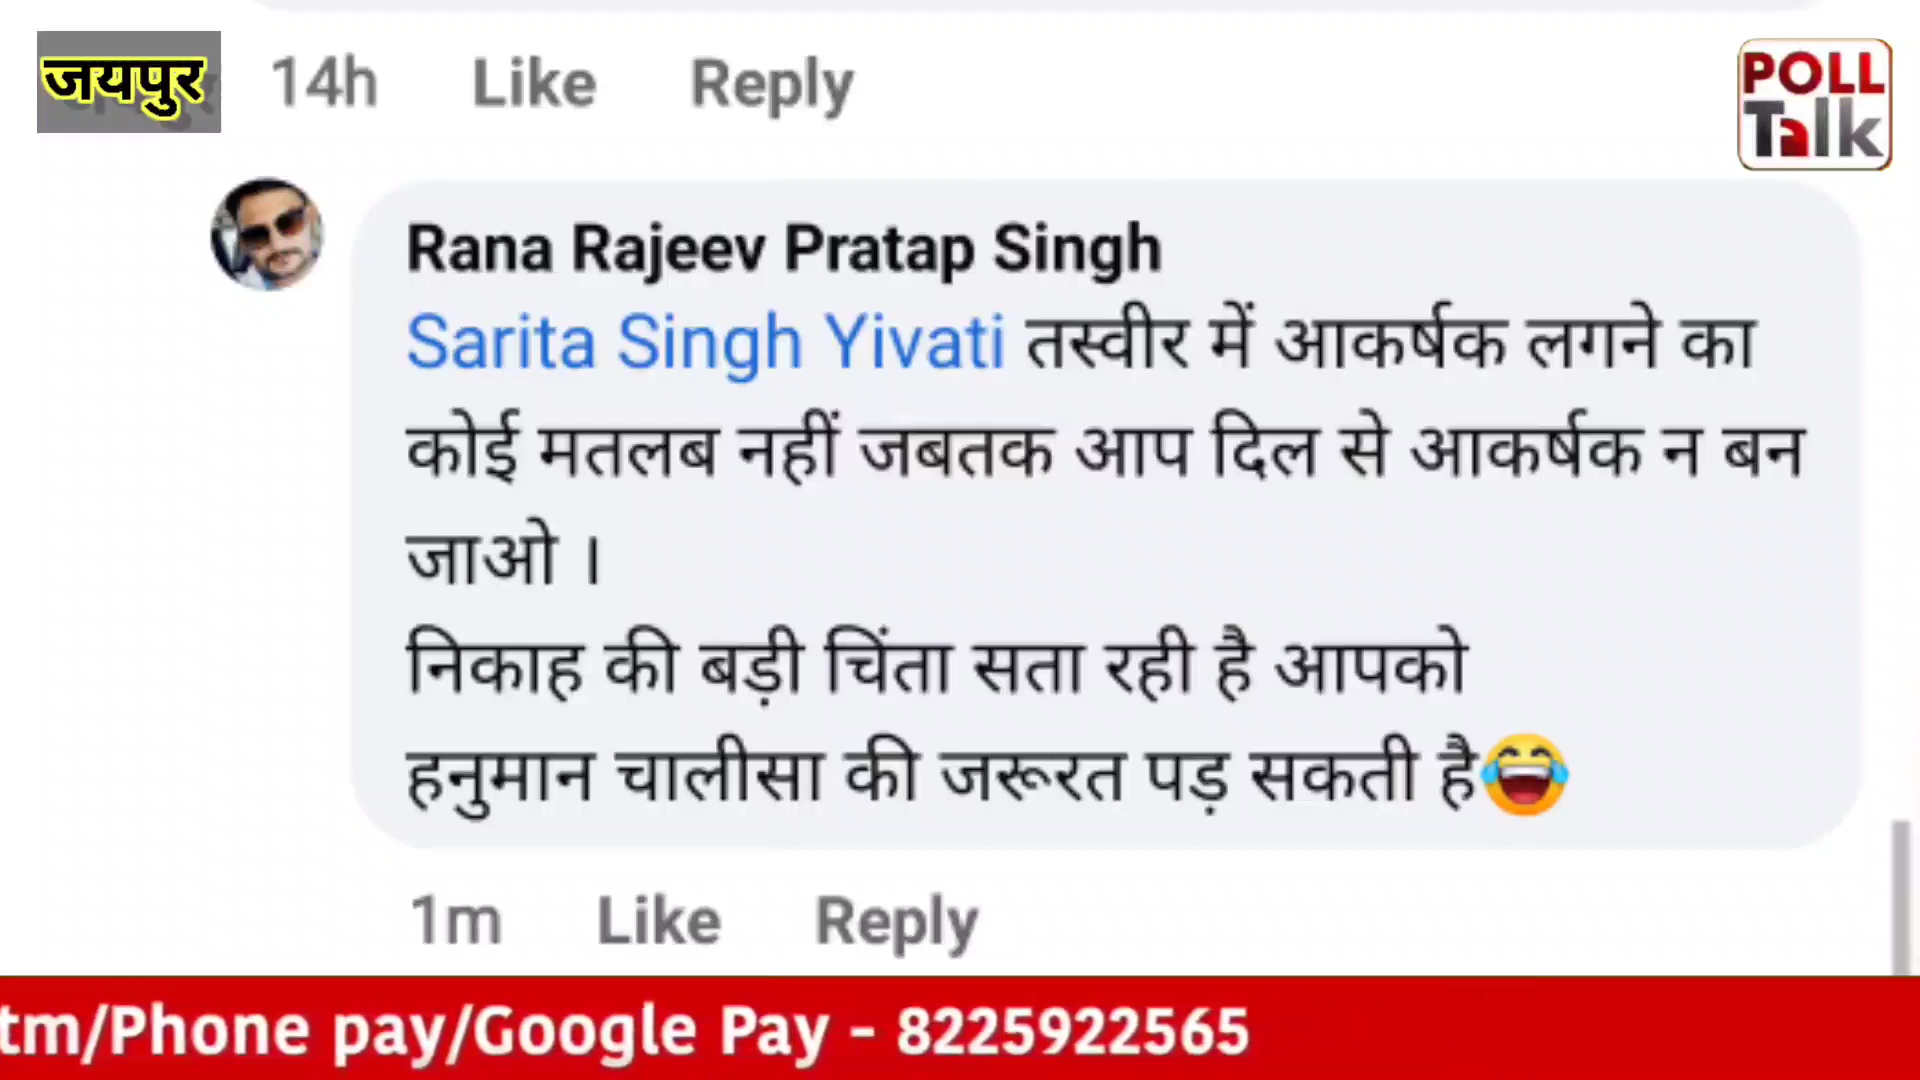 जयपुर
14h Like Reply
POLL
Talk
Rana Rajeev Pratap Singh
Sarita Singh Yivati तस्वीर में आकर्षक लगने का
कोई मतलब नहीं जबतक आप दिल से आकर्षक न बन
जाओ ।
निकाह की बड़ी चिंता सता रही है आपको
हनुमान चालीसा की जरूरत पड़ सकती है😂
1m Like Reply
tm/Phone pay/Google Pay - 8225922565